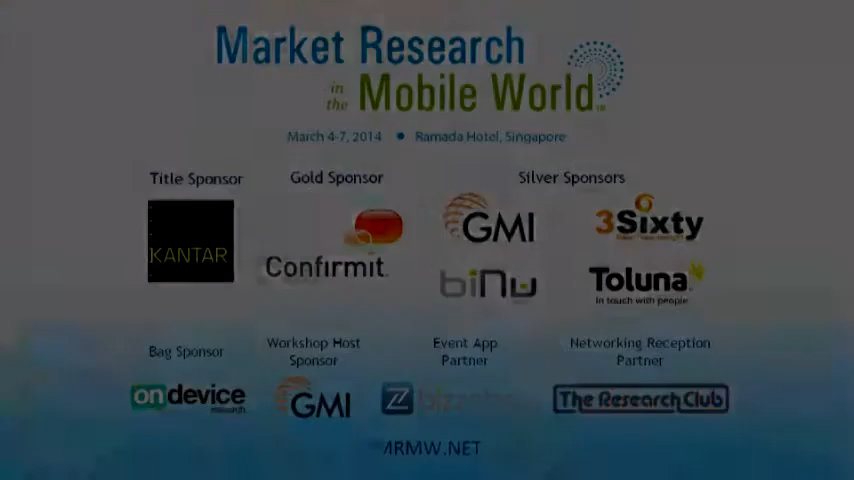 Market Research
in the Mobile World
March 4-7, 2014 • Ramada Hotel, Singapore
Title Sponsor
Gold Sponsor
Silver Sponsors
KANTAR
Confirmit
GMI
3Sixty
biNu
Toluna
In touch with people
Bag Sponsor
Workshop Host Sponsor
Event App Partner
Networking Reception Partner
ondevice
research
GMI
The Research Club
MRMW.NET